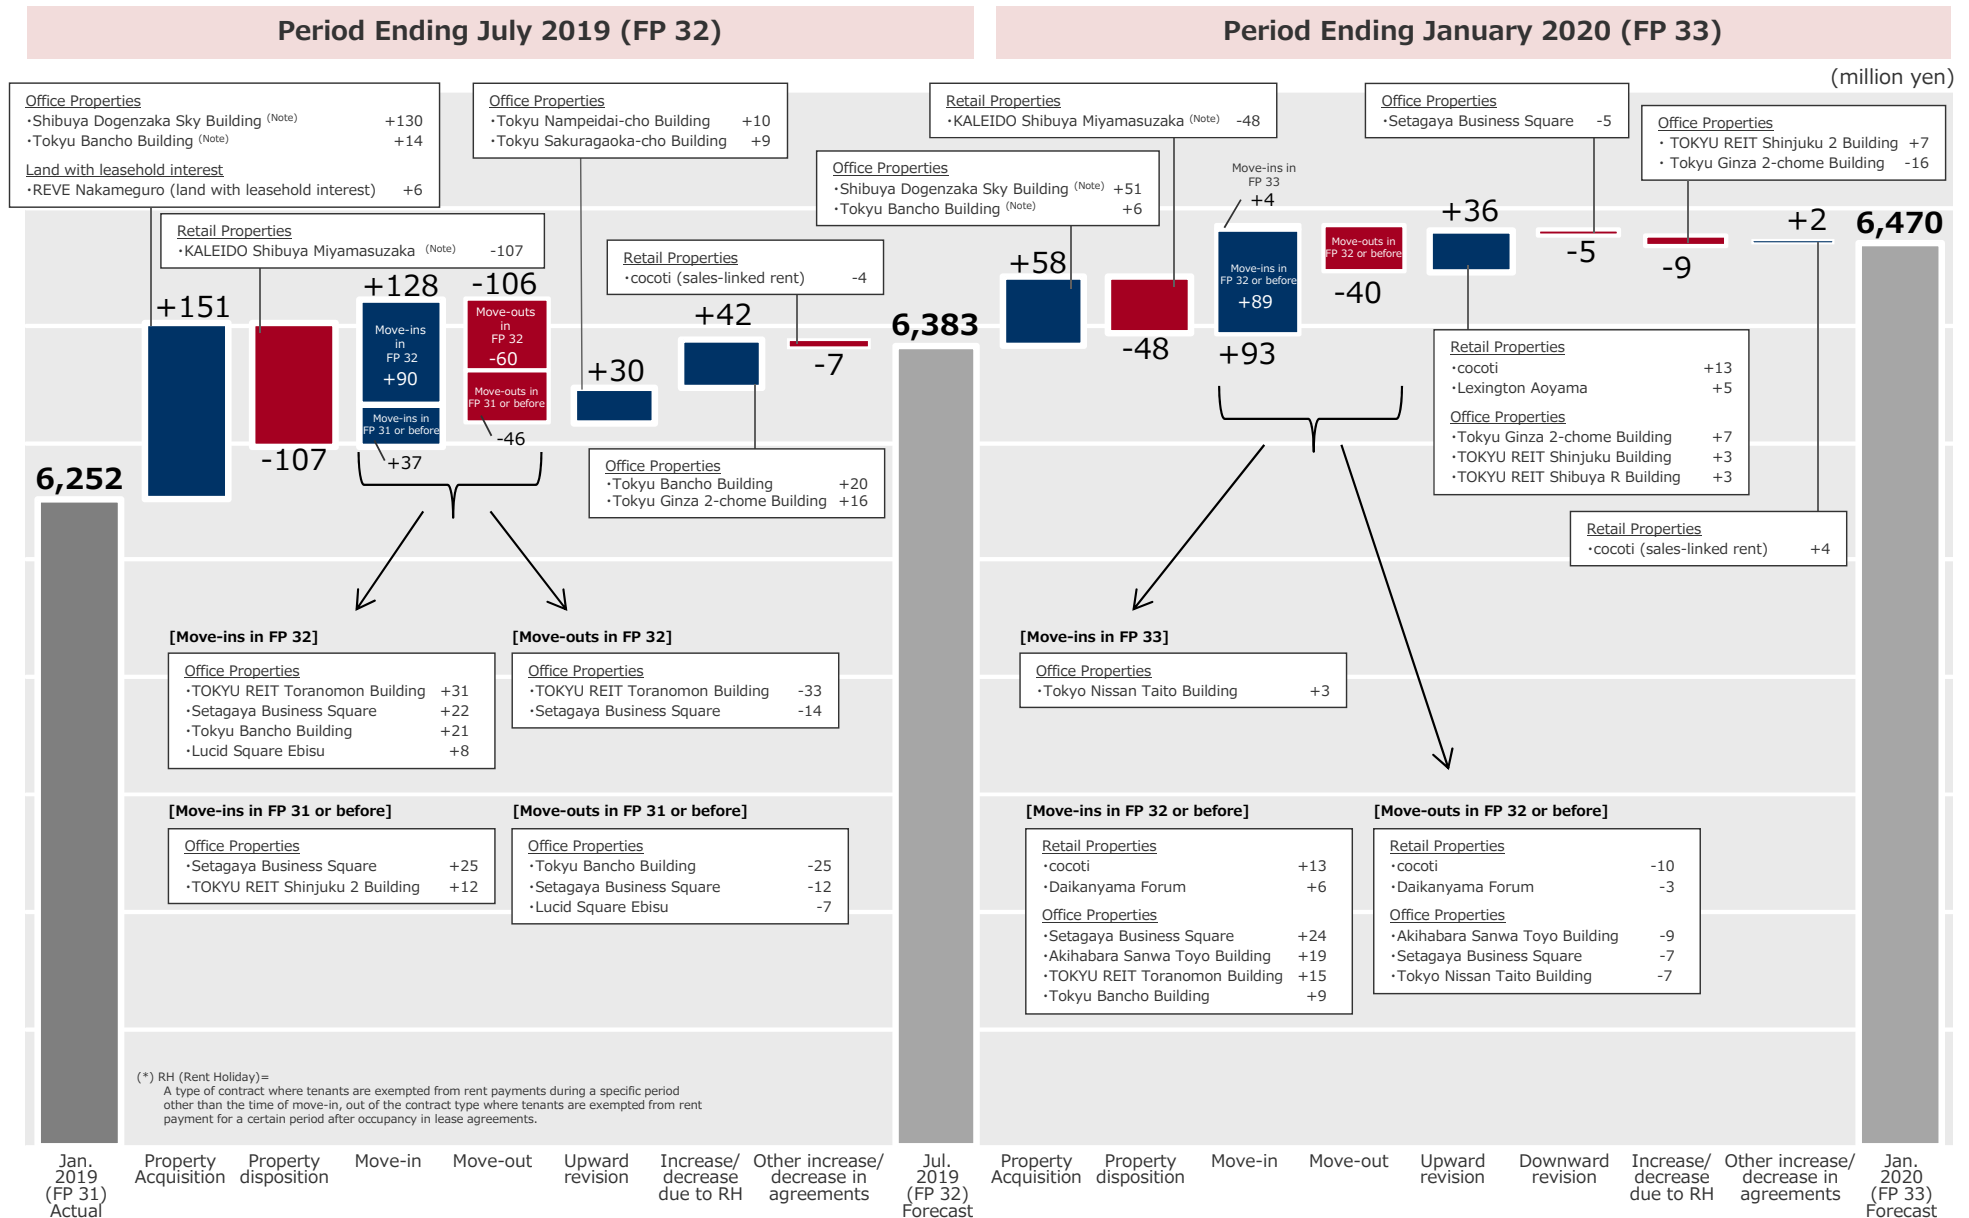 Period Ending July 2019 (FP 32)
Period Ending January 2020 (FP 33)
(million yen)
Office Properties
・Shibuya Dogenzaka Sky Building (Note) +130
・Tokyu Bancho Building (Note) +14
Land with leasehold interest
・REVE Nakameguro (land with leasehold interest) +6
Retail Properties
・KALEIDO Shibuya Miyamasuzaka (Note) -107
Office Properties
・Tokyu Nampeidai-cho Building +10
・Tokyu Sakuragaoka-cho Building +9
Retail Properties
・cocoti (sales-linked rent) -4
6,252
+151
-107
+128
Move-ins
in
FP 32
+90
Move-ins in
FP 31 or before
+37
-106
Move-outs
in
FP 32
-60
Move-outs in
FP 31 or before
-46
+30
+42
-7
6,383
Office Properties
・Tokyu Bancho Building +20
・Tokyu Ginza 2-chome Building +16
[Move-ins in FP 32]
Office Properties
・TOKYU REIT Toranomon Building +31
・Setagaya Business Square +22
・Tokyu Bancho Building +21
・Lucid Square Ebisu +8
[Move-outs in FP 32]
Office Properties
・TOKYU REIT Toranomon Building -33
・Setagaya Business Square -14
[Move-ins in FP 31 or before]
Office Properties
・Setagaya Business Square +25
・TOKYU REIT Shinjuku 2 Building +12
[Move-outs in FP 31 or before]
Office Properties
・Tokyu Bancho Building -25
・Setagaya Business Square -12
・Lucid Square Ebisu -7
(*) RH (Rent Holiday)=
A type of contract where tenants are exempted from rent payments during a specific period
other than the time of move-in, out of the contract type where tenants are exempted from rent
payment for a certain period after occupancy in lease agreements.
Retail Properties
・KALEIDO Shibuya Miyamasuzaka (Note) -48
Office Properties
・Shibuya Dogenzaka Sky Building (Note) +51
・Tokyu Bancho Building (Note) +6
Office Properties
・Setagaya Business Square -5
Office Properties
・TOKYU REIT Shinjuku 2 Building +7
・Tokyu Ginza 2-chome Building -16
+58
-48
Move-ins in
FP 33
+4
Move-ins in
FP 32 or before
+89
+93
Move-outs in
FP 32 or before
-40
+36
-5
-9
+2
6,470
Retail Properties
・cocoti +13
・Lexington Aoyama +5
Office Properties
・Tokyu Ginza 2-chome Building +7
・TOKYU REIT Shinjuku Building +3
・TOKYU REIT Shibuya R Building +3
Retail Properties
・cocoti (sales-linked rent) +4
[Move-ins in FP 33]
Office Properties
・Tokyo Nissan Taito Building +3
[Move-ins in FP 32 or before]
Retail Properties
・cocoti +13
・Daikanyama Forum +6
Office Properties
・Setagaya Business Square +24
・Akihabara Sanwa Toyo Building +19
・TOKYU REIT Toranomon Building +15
・Tokyu Bancho Building +9
[Move-outs in FP 32 or before]
Retail Properties
・cocoti -10
・Daikanyama Forum -3
Office Properties
・Akihabara Sanwa Toyo Building -9
・Setagaya Business Square -7
・Tokyo Nissan Taito Building -7
Jan.
2019
(FP 31)
Actual
Property
Acquisition
Property
disposition
Move-in
Move-out
Upward
revision
Increase/
decrease
due to RH
Other increase/
decrease in
agreements
Jul.
2019
(FP 32)
Forecast
Property
Acquisition
Property
disposition
Move-in
Move-out
Upward
revision
Downward
revision
Increase/
decrease
due to RH
Other increase/
decrease in
agreements
Jan.
2020
(FP 33)
Forecast